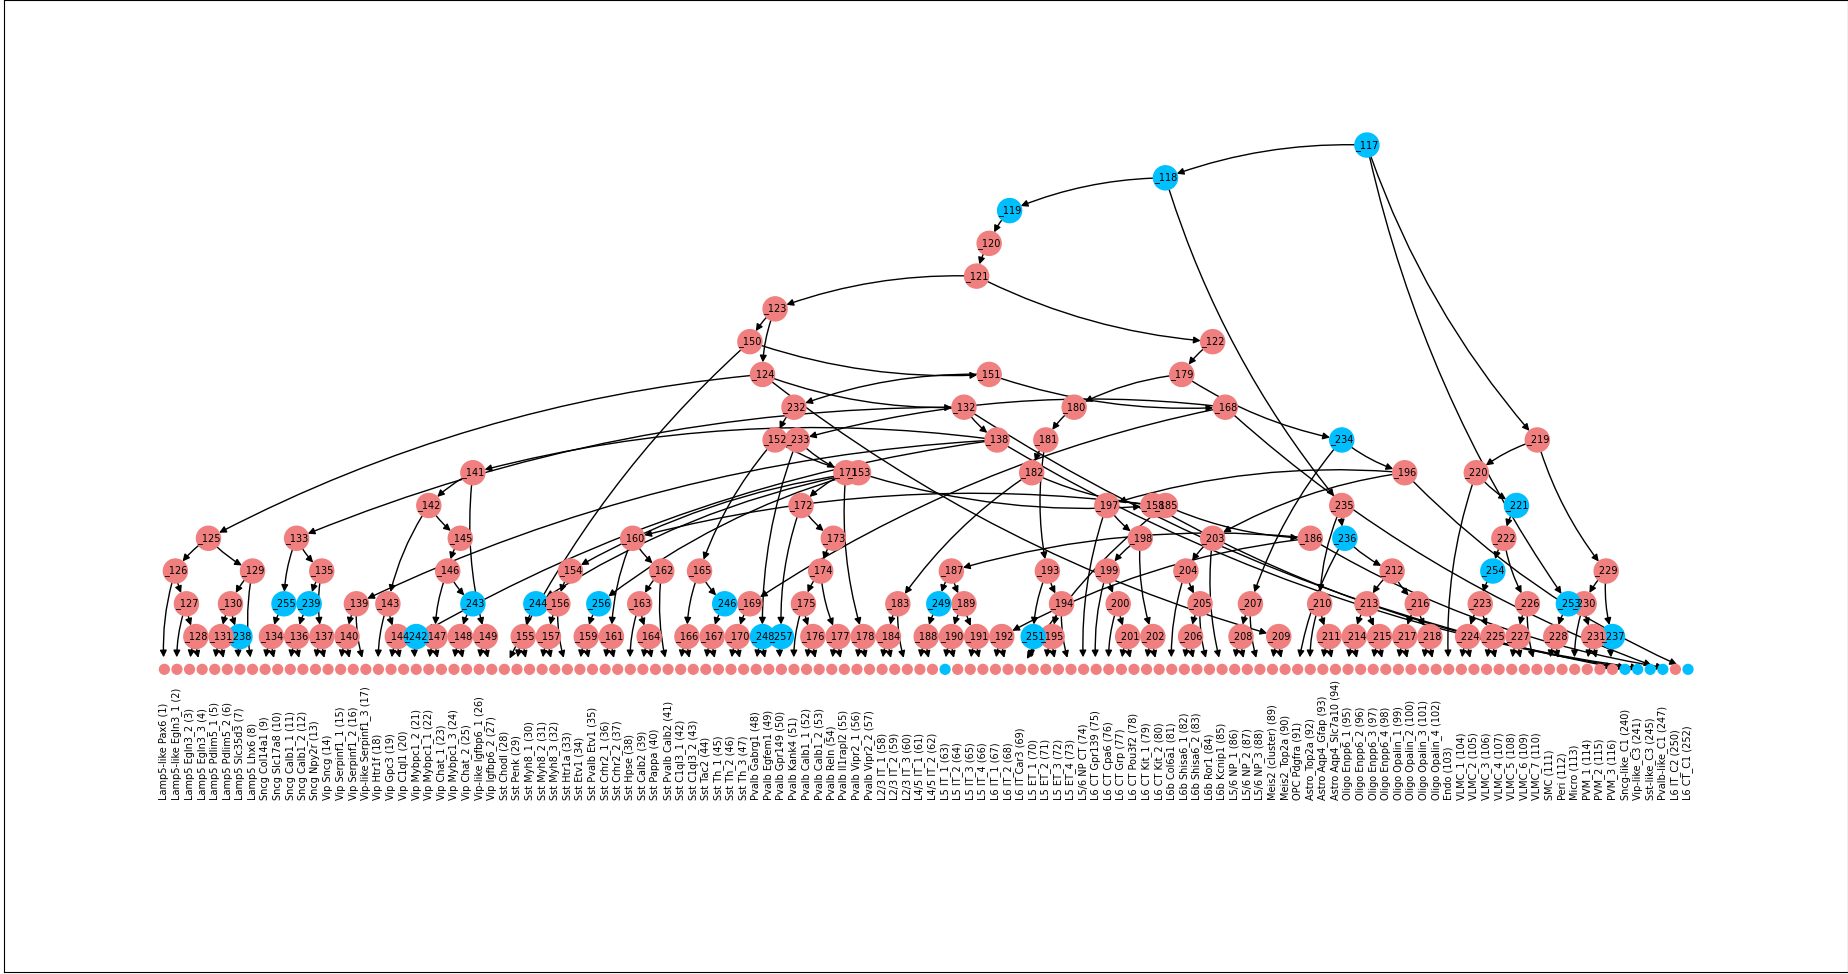 _117
_118
_119
_120
_121
_123
_150 _122
_124 _151 _179
_232 _132 _180 _168
_152 _233 _138 _181 _234 _219
_141 _171 _153 _182 _196 _220
_142 _172 _197 _158 _185 _235 _221
_125 _133 _145 _160 _173 _198 _203 _186 _236 _222
_126 _129 _135 _146 _154 _162 _165 _174 _187 _193 _199 _204 _212 _254 _229
_127 _130 _255 _239 _139 _143 _243 _244 _156 _256 _163 _246 _169 _175 _183 _249 _189 _194 _200 _205 _207 _210 _213 _216 _223 _226 _253 _230
_128 _131 _238 _134 _136 _137 _140 _144 _242 _147 _148 _149 _155 _157 _159 _161 _164 _166 _167 _170 _248 _257 _176 _177 _178 _184 _188 _190 _191 _192 _251 _195 _201 _202 _206 _208 _209 _211 _214 _215 _217 _218 _224 _225 _227 _228 _231 _237
Lamp5-like Pax6 (1)
Lamp5-like Egln3_1 (2)
Lamp5 Egln3_2 (3)
Lamp5 Egln3_3 (4)
Lamp5 Pdlim5_1 (5)
Lamp5 Pdlim5_2 (6)
Lamp5 Slc35d3 (7)
Lamp5 Lhx6 (8)
Sncg Col14a1 (9)
Sncg Slc17a8 (10)
Sncg Calb1_1 (11)
Sncg Calb1_2 (12)
Sncg Npy2r (13)
Vip Sncg (14)
Vip Serpinf1_1 (15)
Vip Serpinf1_2 (16)
Vip-like Serpinf1_3 (17)
Vip Htr1f (18)
Vip Gpc3 (19)
Vip C1ql1 (20)
Vip Mybpc1_2 (21)
Vip Mybpc1_1 (22)
Vip Chat_1 (23)
Vip Mybpc1_3 (24)
Vip Chat_2 (25)
Vip-like Igfbp6_1 (26)
Vip Igfbp6_2 (27)
Sst Chodl (28)
Sst Penk (29)
Sst Myh8_1 (30)
Sst Myh8_2 (31)
Sst Myh8_3 (32)
Sst Htr1a (33)
Sst Etv1 (34)
Sst Pvalb Etv1 (35)
Sst Crhr2_1 (36)
Sst Crhr2_2 (37)
Sst Hpse (38)
Sst Calb2 (39)
Sst Pappa (40)
Sst Pvalb Calb2 (41)
Sst C1ql3_1 (42)
Sst C1ql3_2 (43)
Sst Tac2 (44)
Sst Th_1 (45)
Sst Th_2 (46)
Sst Th_3 (47)
Pvalb Gabrg1 (48)
Pvalb Egfem1 (49)
Pvalb Gpr149 (50)
Pvalb Kank4 (51)
Pvalb Calb1_1 (52)
Pvalb Calb1_2 (53)
Pvalb Reln (54)
Pvalb Il1rapl2 (55)
Pvalb Vipr2_1 (56)
Pvalb Vipr2_2 (57)
L2/3 IT_1 (58)
L2/3 IT_2 (59)
L2/3 IT_3 (60)
L4/5 IT_1 (61)
L4/5 IT_2 (62)
L5 IT_1 (63)
L5 IT_2 (64)
L5 IT_3 (65)
L5 IT_4 (66)
L6 IT_1 (67)
L6 IT_2 (68)
L6 IT Car3 (69)
L5 ET_1 (70)
L5 ET_2 (71)
L5 ET_3 (72)
L5 ET_4 (73)
L5/6 NP CT (74)
L6 CT Gpr139 (75)
L6 CT Cpa6 (76)
L6 CT Grp (77)
L6 CT Pou3f2 (78)
L6 CT Kit_1 (79)
L6 CT Kit_2 (80)
L6b Col6a1 (81)
L6b Shisa6_1 (82)
L6b Shisa6_2 (83)
L6b Ror1 (84)
L6b Kcnip1 (85)
L5/6 NP_1 (86)
L5/6 NP_2 (87)
L5/6 NP_3 (88)
Meis2 (cluster) (89)
Meis2_Top2a (90)
OPC Pdgfra (91)
Astro_Top2a (92)
Astro Aqp4_Gfap (93)
Astro Aqp4_Slc7a10 (94)
Oligo Enpp6_1 (95)
Oligo Enpp6_2 (96)
Oligo Enpp6_3 (97)
Oligo Enpp6_4 (98)
Oligo Opalin_1 (99)
Oligo Opalin_2 (100)
Oligo Opalin_3 (101)
Oligo Opalin_4 (102)
Endo (103)
VLMC_1 (104)
VLMC_2 (105)
VLMC_3 (106)
VLMC_4 (107)
VLMC_5 (108)
VLMC_6 (109)
VLMC_7 (110)
SMC (111)
Peri (112)
Micro (113)
PVM_1 (114)
PVM_2 (115)
PVM_3 (116)
Sncg-like_C1 (240)
Vip-like_C3 (241)
Sst-like_C3 (245)
Pvalb-like_C1 (247)
L6 IT_C2 (250)
L6 CT_C1 (252)